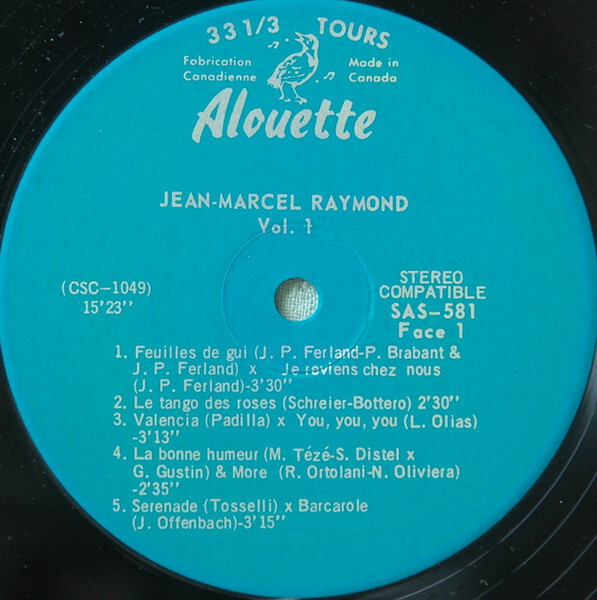 33 1/3 TOURS
Fabrication Canadienne
Made in Canada
Alouette
JEAN-MARCEL RAYMOND
Vol. 1
(CSC-1049)
15'23''
STEREO
COMPATIBLE
SAS-581
Face 1
1. Feuilles de gui (J. P. Ferland-P. Brabant &
J. P. Ferland) x Je reviens chez nous
(J. P. Ferland)-3'30''
2. Le tango des roses (Schreier-Bottero) 2'30''
3. Valencia (Padilla) x You, you, you (L. Olias)
-3'13''
4. La bonne humeur (M. Tézé-S. Distel x
G. Gustin) & More (R. Ortolani-N. Oliviera)
-2'35''
5. Serenade (Tosselli) x Barcarole
(J. Offenbach)-3'15''